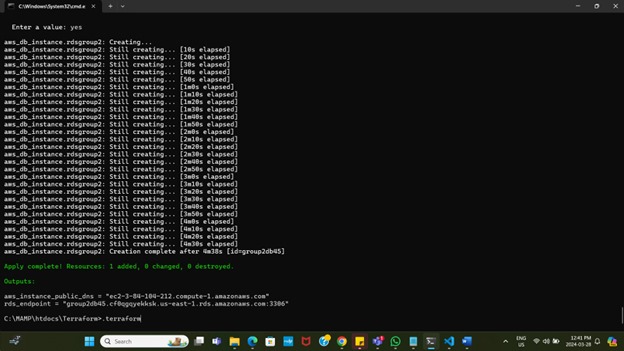 C:\Windows\System32\cmd.e
Enter a value: yes
aws_db_instance.rdsgroup2: Creating...
aws_db_instance.rdsgroup2: Still creating... [10s elapsed]
aws_db_instance.rdsgroup2: Still creating... [20s elapsed]
aws_db_instance.rdsgroup2: Still creating... [30s elapsed]
aws_db_instance.rdsgroup2: Still creating... [40s elapsed]
aws_db_instance.rdsgroup2: Still creating... [50s elapsed]
aws_db_instance.rdsgroup2: Still creating... [1m0s elapsed]
aws_db_instance.rdsgroup2: Still creating... [1m10s elapsed]
aws_db_instance.rdsgroup2: Still creating... [1m20s elapsed]
aws_db_instance.rdsgroup2: Still creating... [1m30s elapsed]
aws_db_instance.rdsgroup2: Still creating... [1m40s elapsed]
aws_db_instance.rdsgroup2: Still creating... [1m50s elapsed]
aws_db_instance.rdsgroup2: Still creating... [2m0s elapsed]
aws_db_instance.rdsgroup2: Still creating... [2m10s elapsed]
aws_db_instance.rdsgroup2: Still creating... [2m20s elapsed]
aws_db_instance.rdsgroup2: Still creating... [2m30s elapsed]
aws_db_instance.rdsgroup2: Still creating... [2m40s elapsed]
aws_db_instance.rdsgroup2: Still creating... [2m50s elapsed]
aws_db_instance.rdsgroup2: Still creating... [3m0s elapsed]
aws_db_instance.rdsgroup2: Still creating... [3m10s elapsed]
aws_db_instance.rdsgroup2: Still creating... [3m20s elapsed]
aws_db_instance.rdsgroup2: Still creating... [3m30s elapsed]
aws_db_instance.rdsgroup2: Still creating... [3m40s elapsed]
aws_db_instance.rdsgroup2: Still creating... [3m50s elapsed]
aws_db_instance.rdsgroup2: Still creating... [4m0s elapsed]
aws_db_instance.rdsgroup2: Still creating... [4m10s elapsed]
aws_db_instance.rdsgroup2: Still creating... [4m20s elapsed]
aws_db_instance.rdsgroup2: Still creating... [4m30s elapsed]
aws_db_instance.rdsgroup2: Creation complete after 4m38s [id=group2db45]
Apply complete! Resources: 1 added, 0 changed, 0 destroyed.
Outputs:
aws_instance_public_dns = "ec2-3-84-104-212.compute-1.amazonaws.com"
rds_endpoint = "group2db45.cf0qgqyekksk.us-east-1.rds.amazonaws.com:3306"
C:\MAMP\htdocs\Terraform>.terraform
Search
ENG
US
12:41 PM
2024-03-28